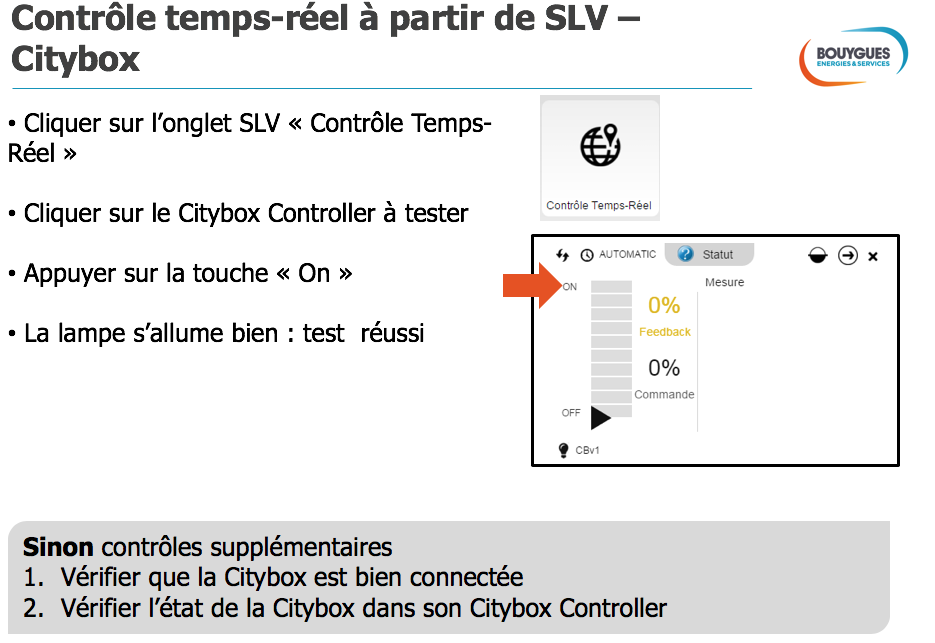 Contrôle temps-réel à partir de SLV –
Citybox
BOUYGUES
ENERGIES & SERVICES
• Cliquer sur l’onglet SLV « Contrôle Temps-
Réel »
• Cliquer sur le Citybox Controller à tester
• Appuyer sur la touche « On »
• La lampe s’allume bien : test  réussi
Contrôle Temps-Réel
AUTOMATIC
Statut
Mesure
ON
0%
Feedback
0%
Commande
OFF
CBv1
Sinon contrôles supplémentaires
1. Vérifier que la Citybox est bien connectée
2. Vérifier l’état de la Citybox dans son Citybox Controller